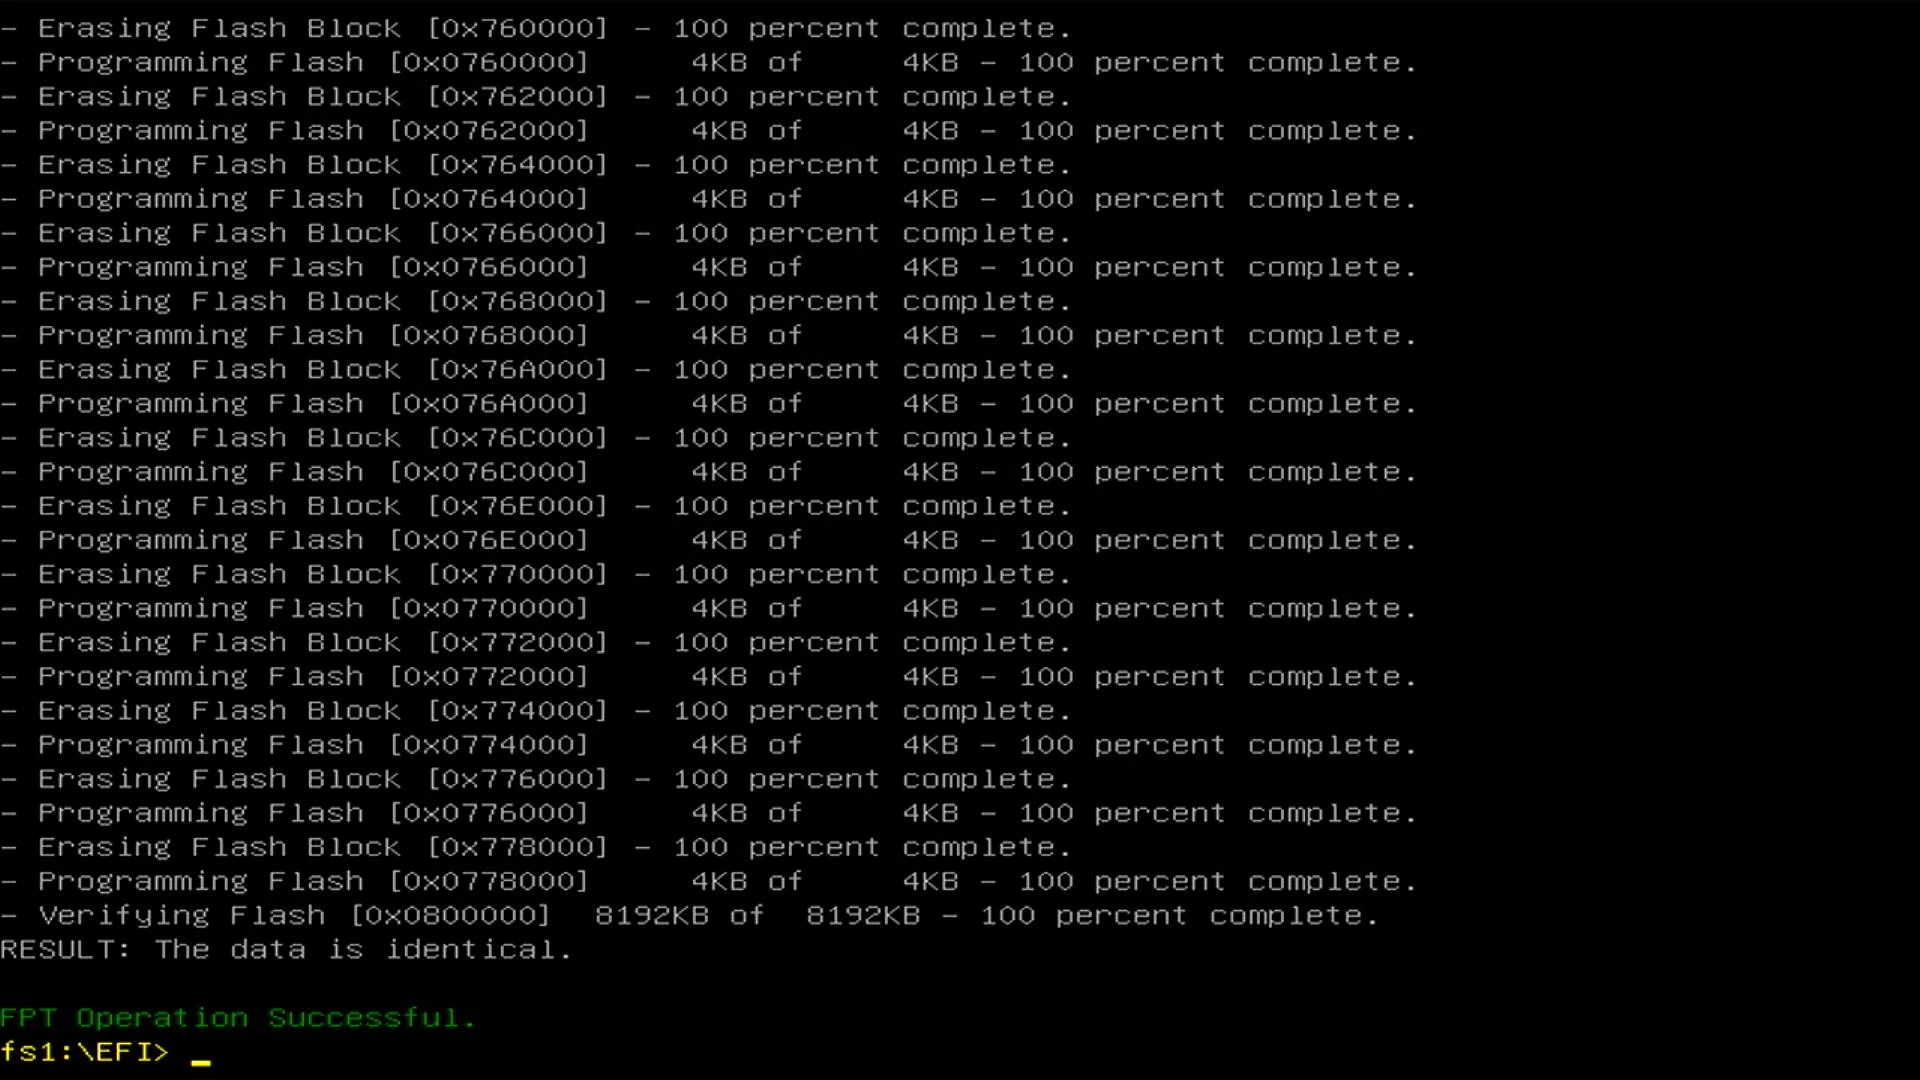 - Erasing Flash Block [0x760000] - 100 percent complete.
- Programming Flash [0x0760000]     4KB of     4KB - 100 percent complete.
- Erasing Flash Block [0x762000] - 100 percent complete.
- Programming Flash [0x0762000]     4KB of     4KB - 100 percent complete.
- Erasing Flash Block [0x764000] - 100 percent complete.
- Programming Flash [0x0764000]     4KB of     4KB - 100 percent complete.
- Erasing Flash Block [0x766000] - 100 percent complete.
- Programming Flash [0x0766000]     4KB of     4KB - 100 percent complete.
- Erasing Flash Block [0x768000] - 100 percent complete.
- Programming Flash [0x0768000]     4KB of     4KB - 100 percent complete.
- Erasing Flash Block [0x76A000] - 100 percent complete.
- Programming Flash [0x076A000]     4KB of     4KB - 100 percent complete.
- Erasing Flash Block [0x76C000] - 100 percent complete.
- Programming Flash [0x076C000]     4KB of     4KB - 100 percent complete.
- Erasing Flash Block [0x76E000] - 100 percent complete.
- Programming Flash [0x076E000]     4KB of     4KB - 100 percent complete.
- Erasing Flash Block [0x770000] - 100 percent complete.
- Programming Flash [0x0770000]     4KB of     4KB - 100 percent complete.
- Erasing Flash Block [0x772000] - 100 percent complete.
- Programming Flash [0x0772000]     4KB of     4KB - 100 percent complete.
- Erasing Flash Block [0x774000] - 100 percent complete.
- Programming Flash [0x0774000]     4KB of     4KB - 100 percent complete.
- Erasing Flash Block [0x776000] - 100 percent complete.
- Programming Flash [0x0776000]     4KB of     4KB - 100 percent complete.
- Erasing Flash Block [0x778000] - 100 percent complete.
- Programming Flash [0x0778000]     4KB of     4KB - 100 percent complete.
- Verifying Flash [0x0800000]  8192KB of  8192KB - 100 percent complete.
RESULT: The data is identical.
FPT Operation Successful.
fs1:\EFI> _